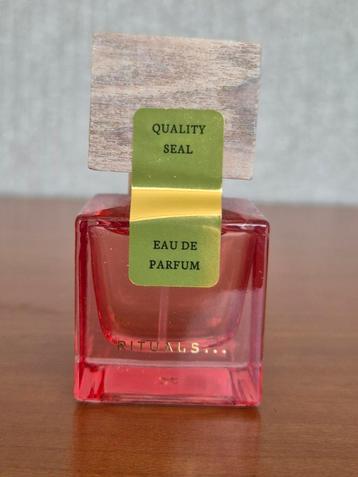 QUALITY
SEAL
EAU DE
PARFUM
RITUALS...